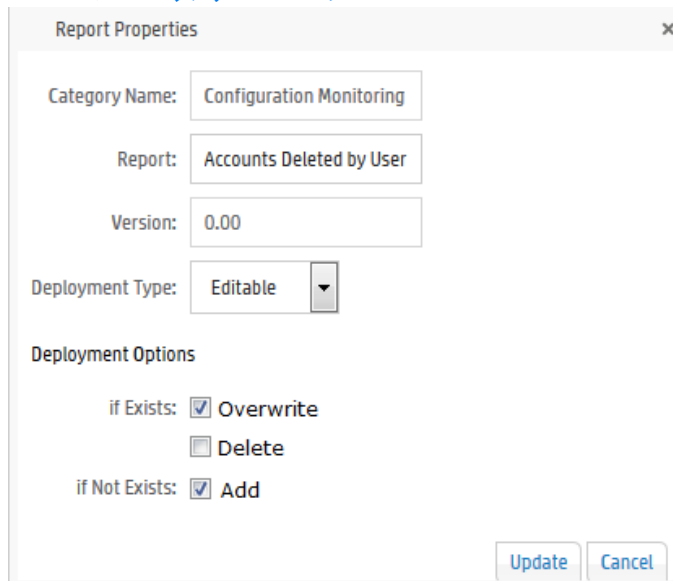 Report Properties ×
Category Name: Configuration Monitoring
Report: Accounts Deleted by User
Version: 0.00
Deployment Type: Editable
Deployment Options
if Exists: Overwrite
Delete
if Not Exists: Add
Update Cancel